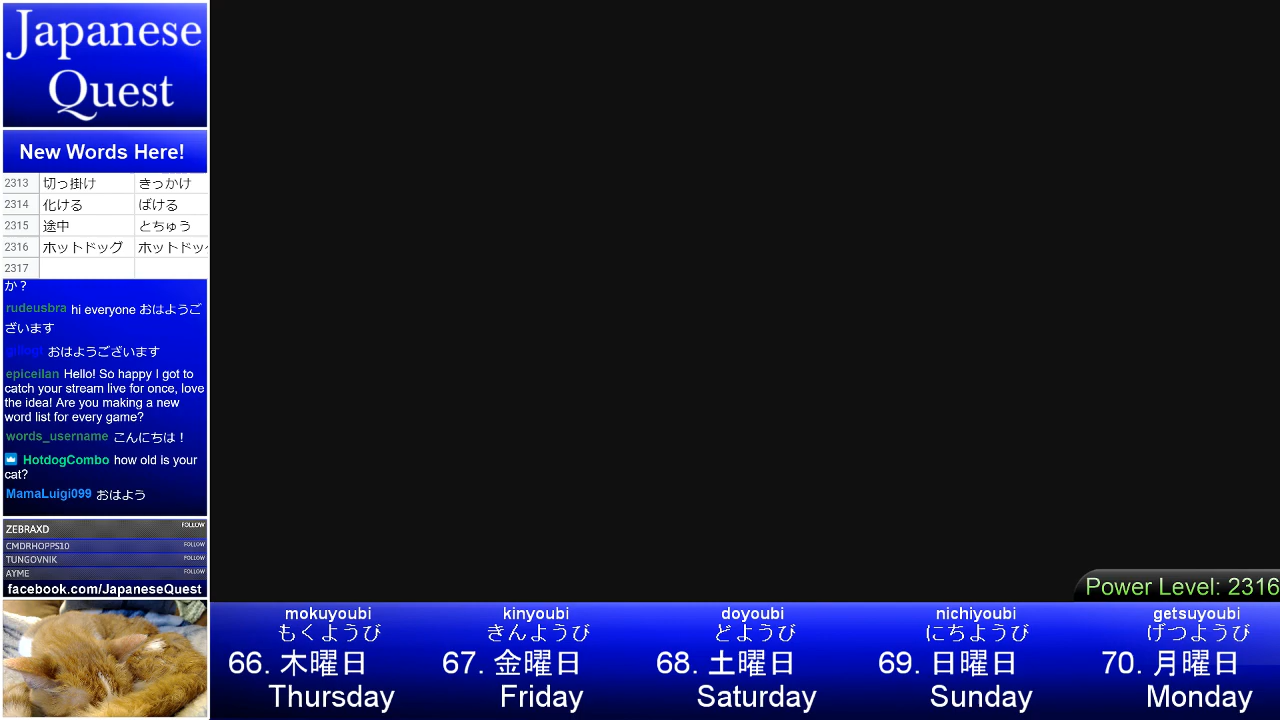 Japanese
Quest
New Words Here!
2313 切っ掛け きっかけ
2314 化ける ばける
2315 途中 とちゅう
2316 ホットドッグ ホットドッ
2317
か？
rudeusbra hi everyone おはようご
ざいます
おはようございます
epiceilan Hello! So happy I got to
catch your stream live for once, love
the idea! Are you making a new
word list for every game?
words_username こんにちは！
HotdogCombo how old is your
cat?
MamaLuigi099 おはよう
ZEBRAXD FOLLOW
CMDRHOPPS10 FOLLOW
TUNGOVNIK FOLLOW
AYME FOLLOW
facebook.com/JapaneseQuest
Power Level: 2316
mokuyoubi kinyoubi doyoubi nichiyoubi getsuyoubi
もくようび きんようび どようび にちようび げつようび
66. 木曜日 67. 金曜日 68. 土曜日 69. 日曜日 70. 月曜日
Thursday Friday Saturday Sunday Monday